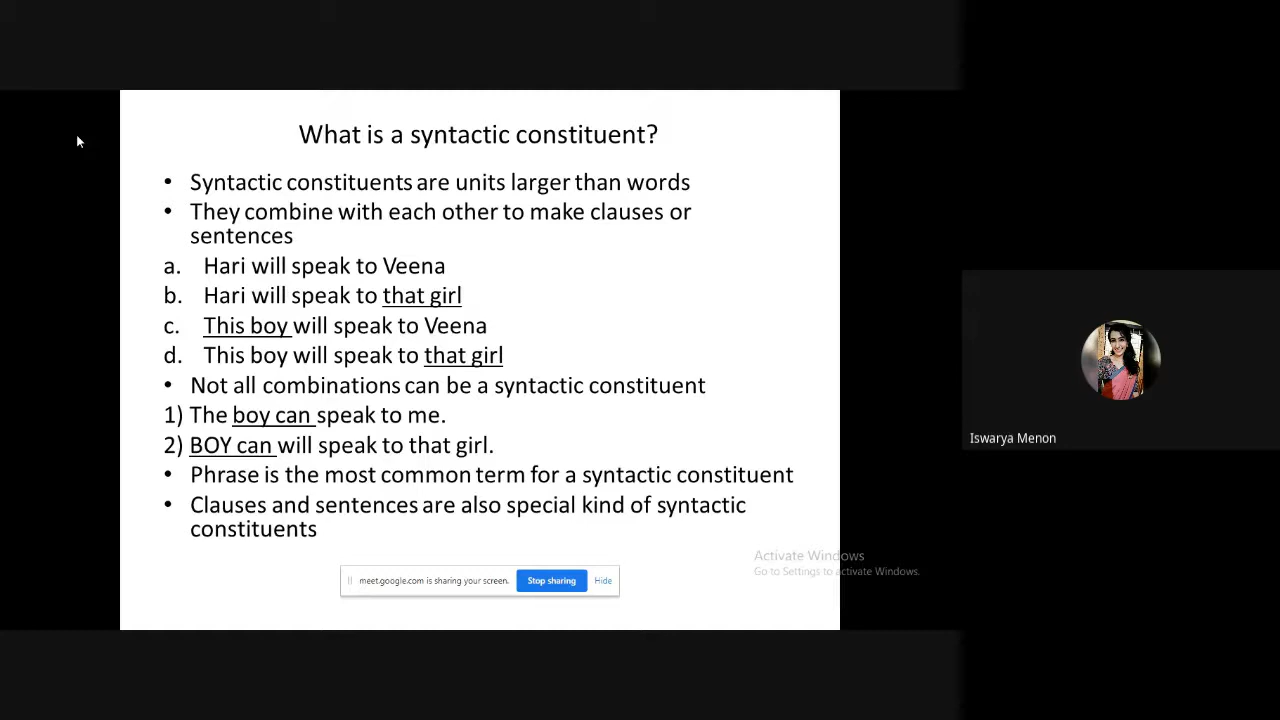 What is a syntactic constituent?
• Syntactic constituents are units larger than words
• They combine with each other to make clauses or
sentences
a. Hari will speak to Veena
b. Hari will speak to that girl
c. This boy will speak to Veena
d. This boy will speak to that girl
• Not all combinations can be a syntactic constituent
1) The boy can speak to me.
2) BOY can will speak to that girl.
• Phrase is the most common term for a syntactic constituent
• Clauses and sentences are also special kind of syntactic
constituents
meet.google.com is sharing your screen. Stop sharing Hide
Activate Windows
Go to Settings to activate Windows.
Iswarya Menon